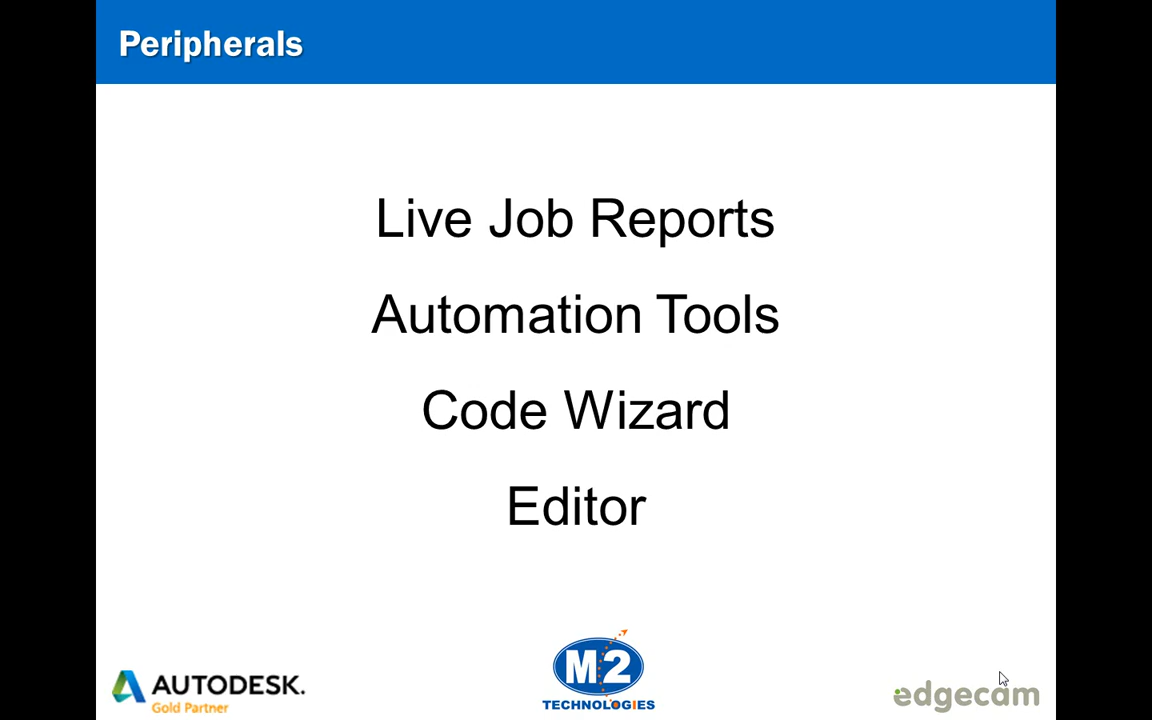 Peripherals
Live Job Reports
Automation Tools
Code Wizard
Editor
AUTODESK.
Gold Partner
M2
TECHNOLOGIES
edgecam